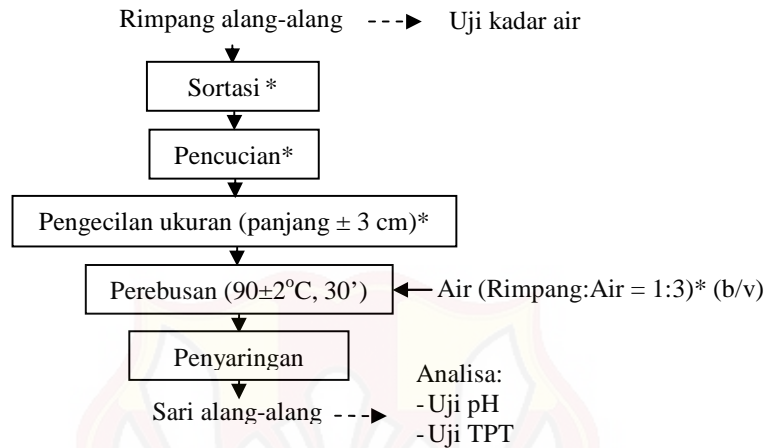 Rimpang alang-alang
Uji kadar air
Sortasi *
Pencucian*
Pengecilan ukuran (panjang ± 3 cm)*
Perebusan (90±2°C, 30’)
Air (Rimpang:Air = 1:3)* (b/v)
Penyaringan
Sari alang-alang
Analisa:
-Uji pH
-Uji TPT